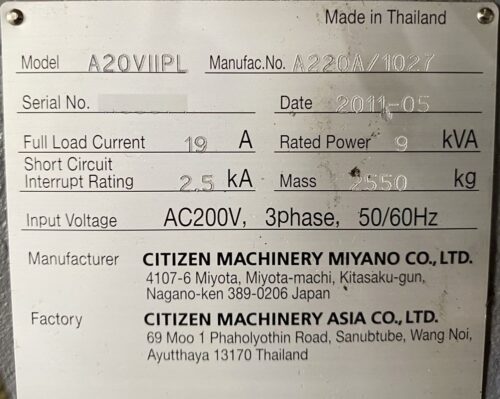 Made in Thailand
Model A20VIIPL Manufac.No. A220A/1027
Serial No. Date 2011-05
Full Load Current 19 A Rated Power 9 kVA
Short Circuit
Interrupt Rating 2.5 kA Mass 2550 kg
Input Voltage AC200V, 3phase, 50/60Hz
Manufacturer CITIZEN MACHINERY MIYANO CO., LTD.
4107-6 Miyota, Miyota-machi, Kitasaku-gun,
Nagano-ken 389-0206 Japan
Factory CITIZEN MACHINERY ASIA CO., LTD.
69 Moo 1 Phaholyothin Road, Sanubtube, Wang Noi,
Ayutthaya 13170 Thailand